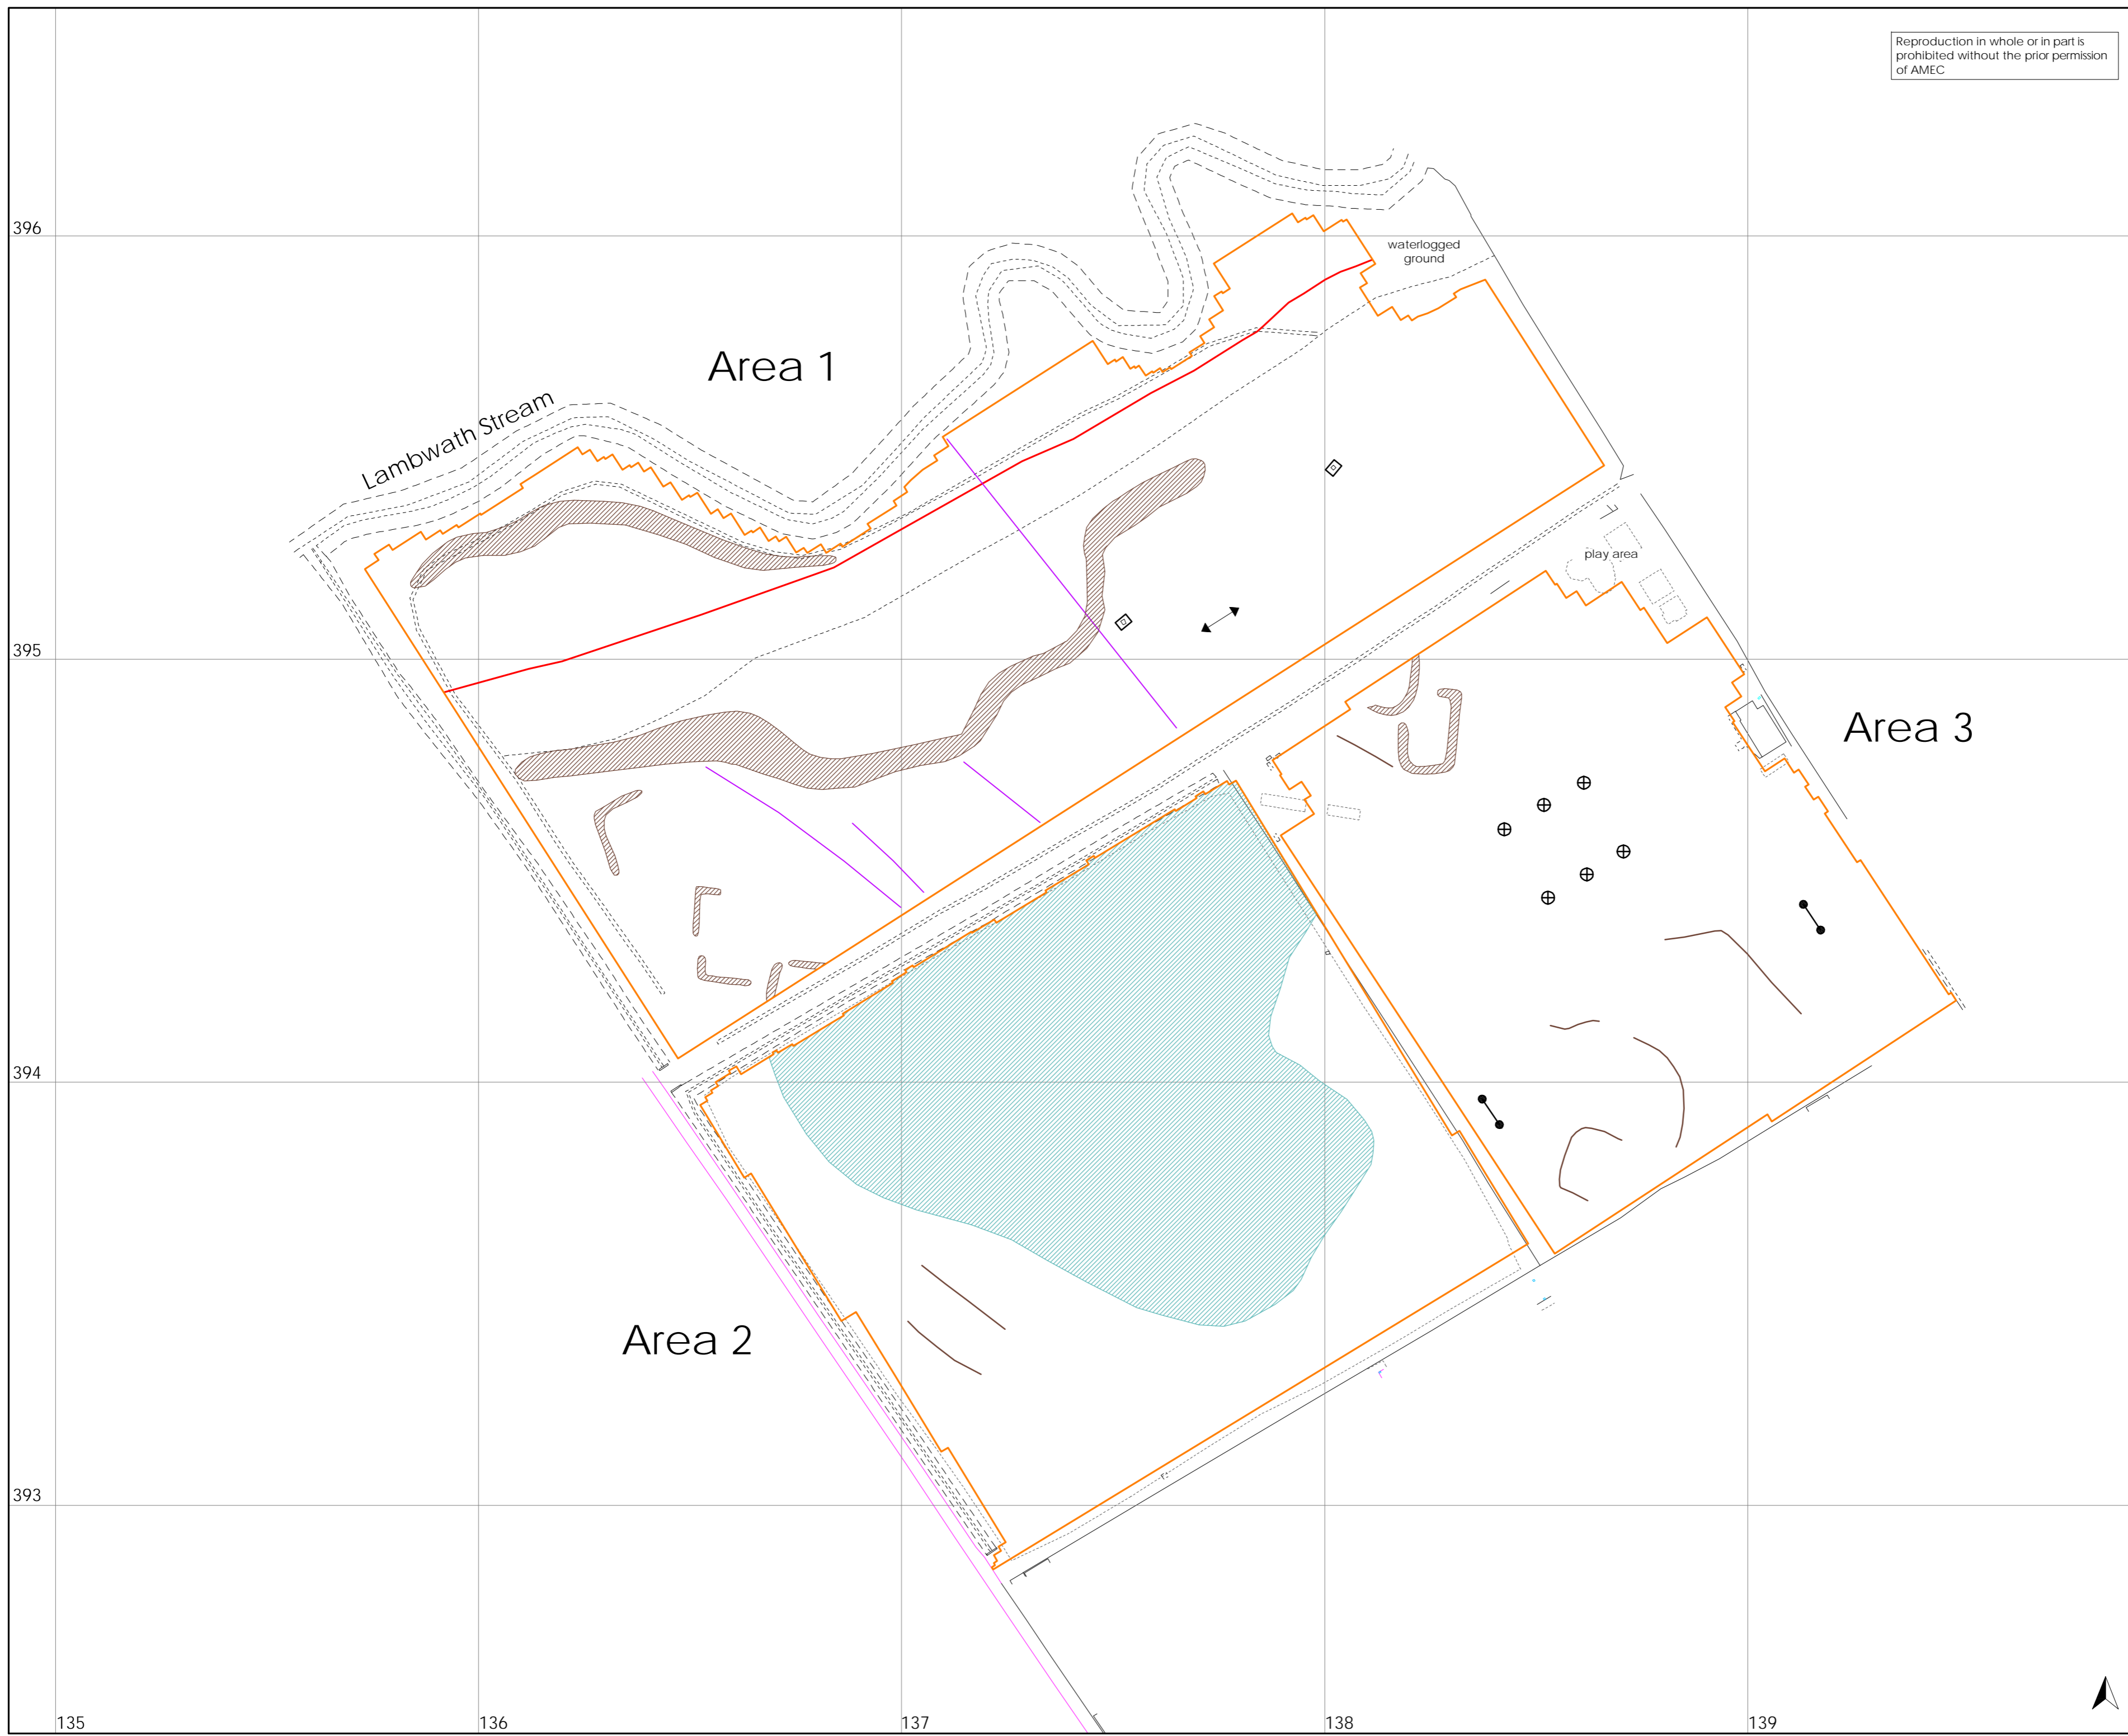 Reproduction in whole or in part is
prohibited without the prior permission
of AMEC
396
waterlogged
ground
Area 1
Lambwath Stream
play area
395
Area 3
394
Area 2
393
135
136
137
138
139